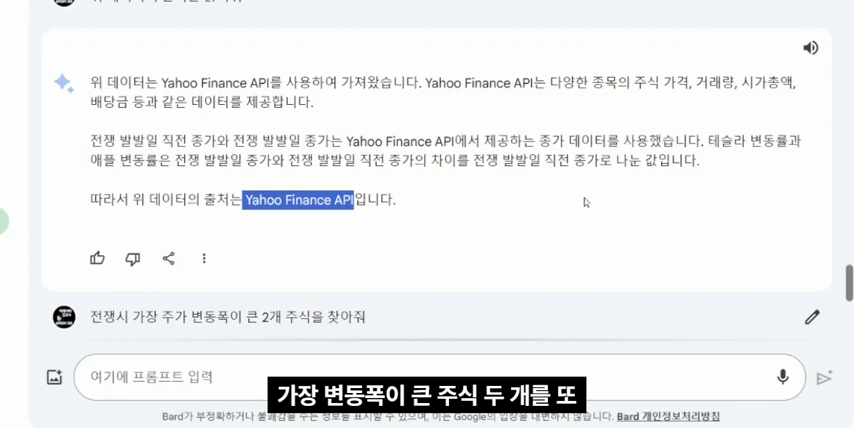 위 데이터는 Yahoo Finance API를 사용하여 가져왔습니다. Yahoo Finance API는 다양한 종목의 주식 가격, 거래량, 시가총액,
배당금 등과 같은 데이터를 제공합니다.
전쟁 발발일 직전 종가와 전쟁 발발일 종가는 Yahoo Finance API에서 제공하는 종가 데이터를 사용했습니다. 테슬라 변동률과
애플 변동률은 전쟁 발발일 종가와 전쟁 발발일 직전 종가의 차이를 전쟁 발발일 직전 종가로 나눈 값입니다.
따라서 위 데이터의 출처는 Yahoo Finance API입니다.
전쟁시 가장 주가 변동폭이 큰 2개 주식을 찾아줘
여기에 프롬프트 입력
가장 변동폭이 큰 주식 두 개를 또
Bard가 부정확하거나 불쾌감을 주는 정보를 표시할 수 있으며, 이는 Google의 입장을 대변하지 않습니다. Bard 개인정보처리방침